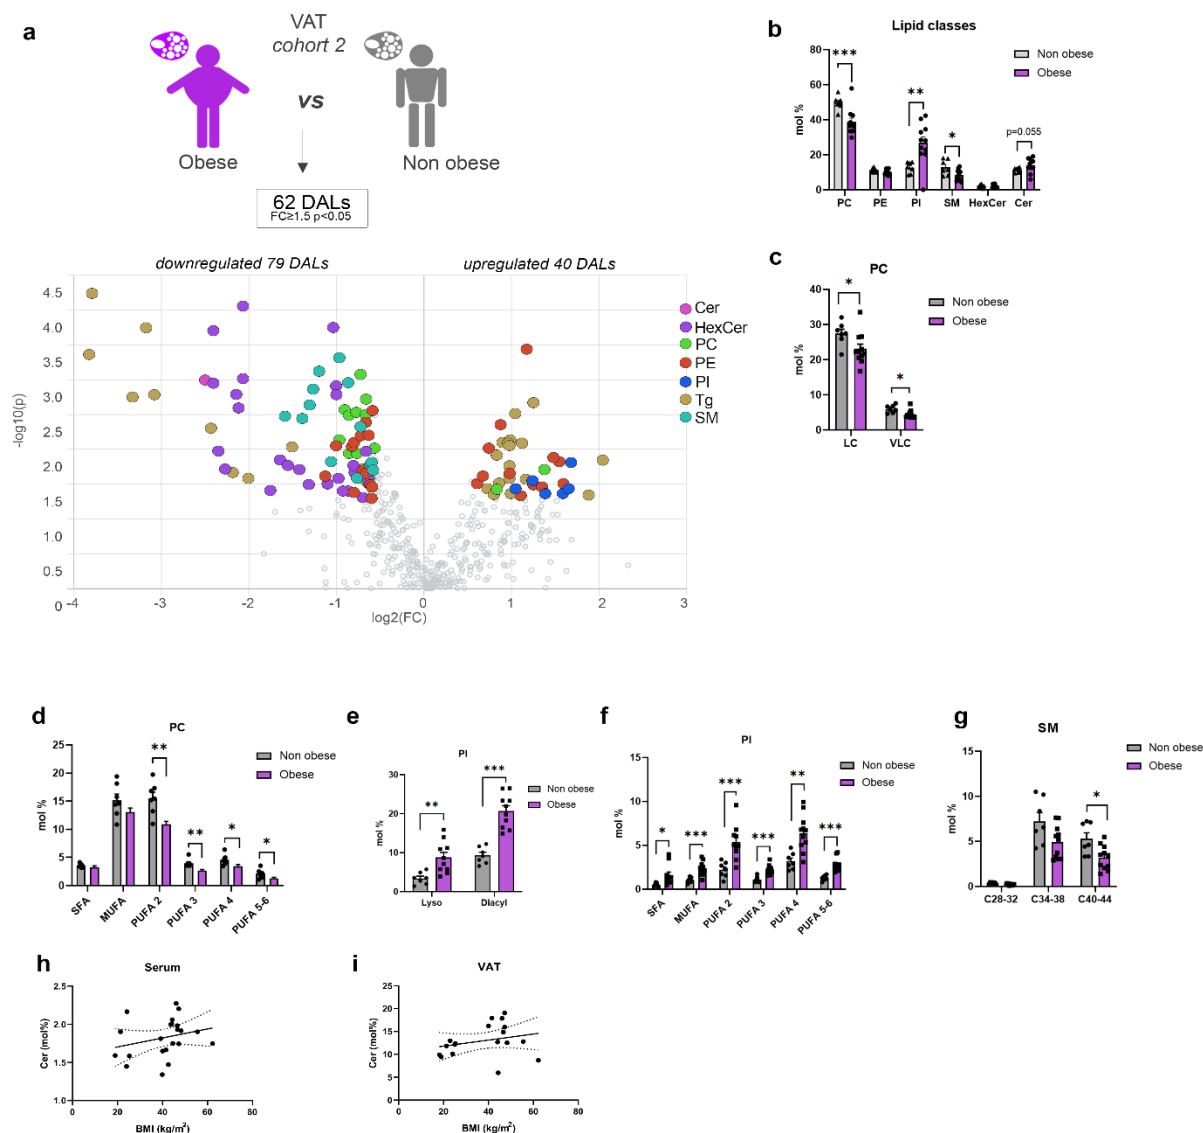 a
VAT
cohort 2
vs
Obese
Non obese
62 DALs
FC≥1.5 p<0.05
downregulated 79 DALs
upregulated 40 DALs
4.5
4.0
3.5
3.0
2.5
2.0
1.5
1.0
0.5
0
-log10(p)
-4 -3 -2 -1 0 1 2 3
log2(FC)
Cer
HexCer
PC
PE
PI
Tg
SM
b
Lipid classes
Non obese
Obese
80
60
40
20
0
mol %
***
**
*
p=0.055
PC PE PI SM HexCer Cer
c
PC
Non obese
Obese
40
30
20
10
0
mol %
*
*
LC VLC
d
PC
Non obese
Obese
25
20
15
10
5
0
mol %
**
**
*
*
SFA MUFA PUFA 2 PUFA 3 PUFA 4 PUFA 5-6
e
PI
Non obese
Obese
30
20
10
0
mol %
**
***
Lyso Diacyl
f
PI
Non obese
Obese
15
10
5
0
mol %
*
***
***
***
**
***
SFA MUFA PUFA 2 PUFA 3 PUFA 4 PUFA 5-6
g
SM
Non obese
Obese
15
10
5
0
mol %
*
C28-32 C34-38 C40-44
h
Serum
2.5
2.0
1.5
1.0
Cer (mol%)
0 20 40 60 80
BMI (kg/m²)
i
VAT
25
20
15
10
5
0
Cer (mol%)
0 20 40 60 80
BMI (kg/m²)